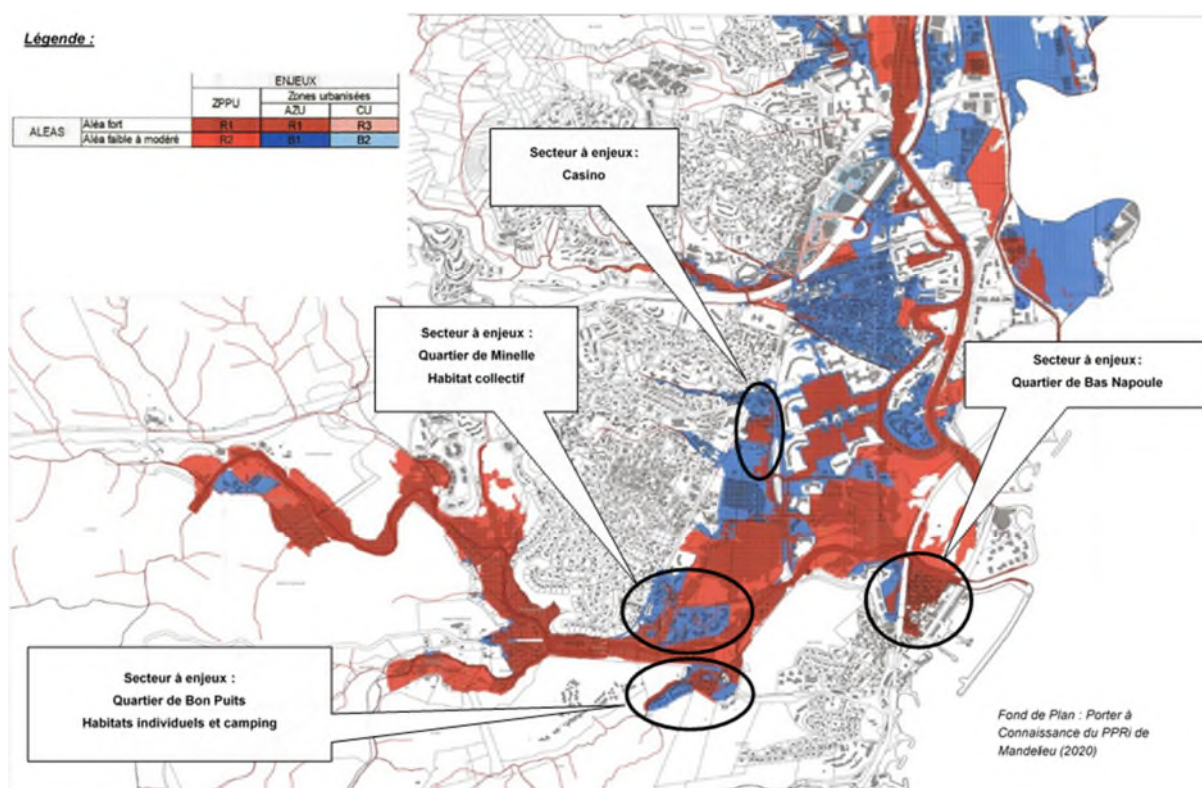 Légende :
ENJEUX
ZPPU
Zones urbanisées
AZU
CU
ALEAS
Aléa fort
R1
R1
R3
Aléa faible à modéré
R2
B1
B2
Secteur à enjeux :
Casino
Secteur à enjeux :
Quartier de Minelle
Habitat collectif
Secteur à enjeux :
Quartier de Bas Napoule
Secteur à enjeux :
Quartier de Bon Puits
Habitats individuels et camping
Fond de Plan : Porter à
Connaissance du PPRi de
Mandelieu (2020)